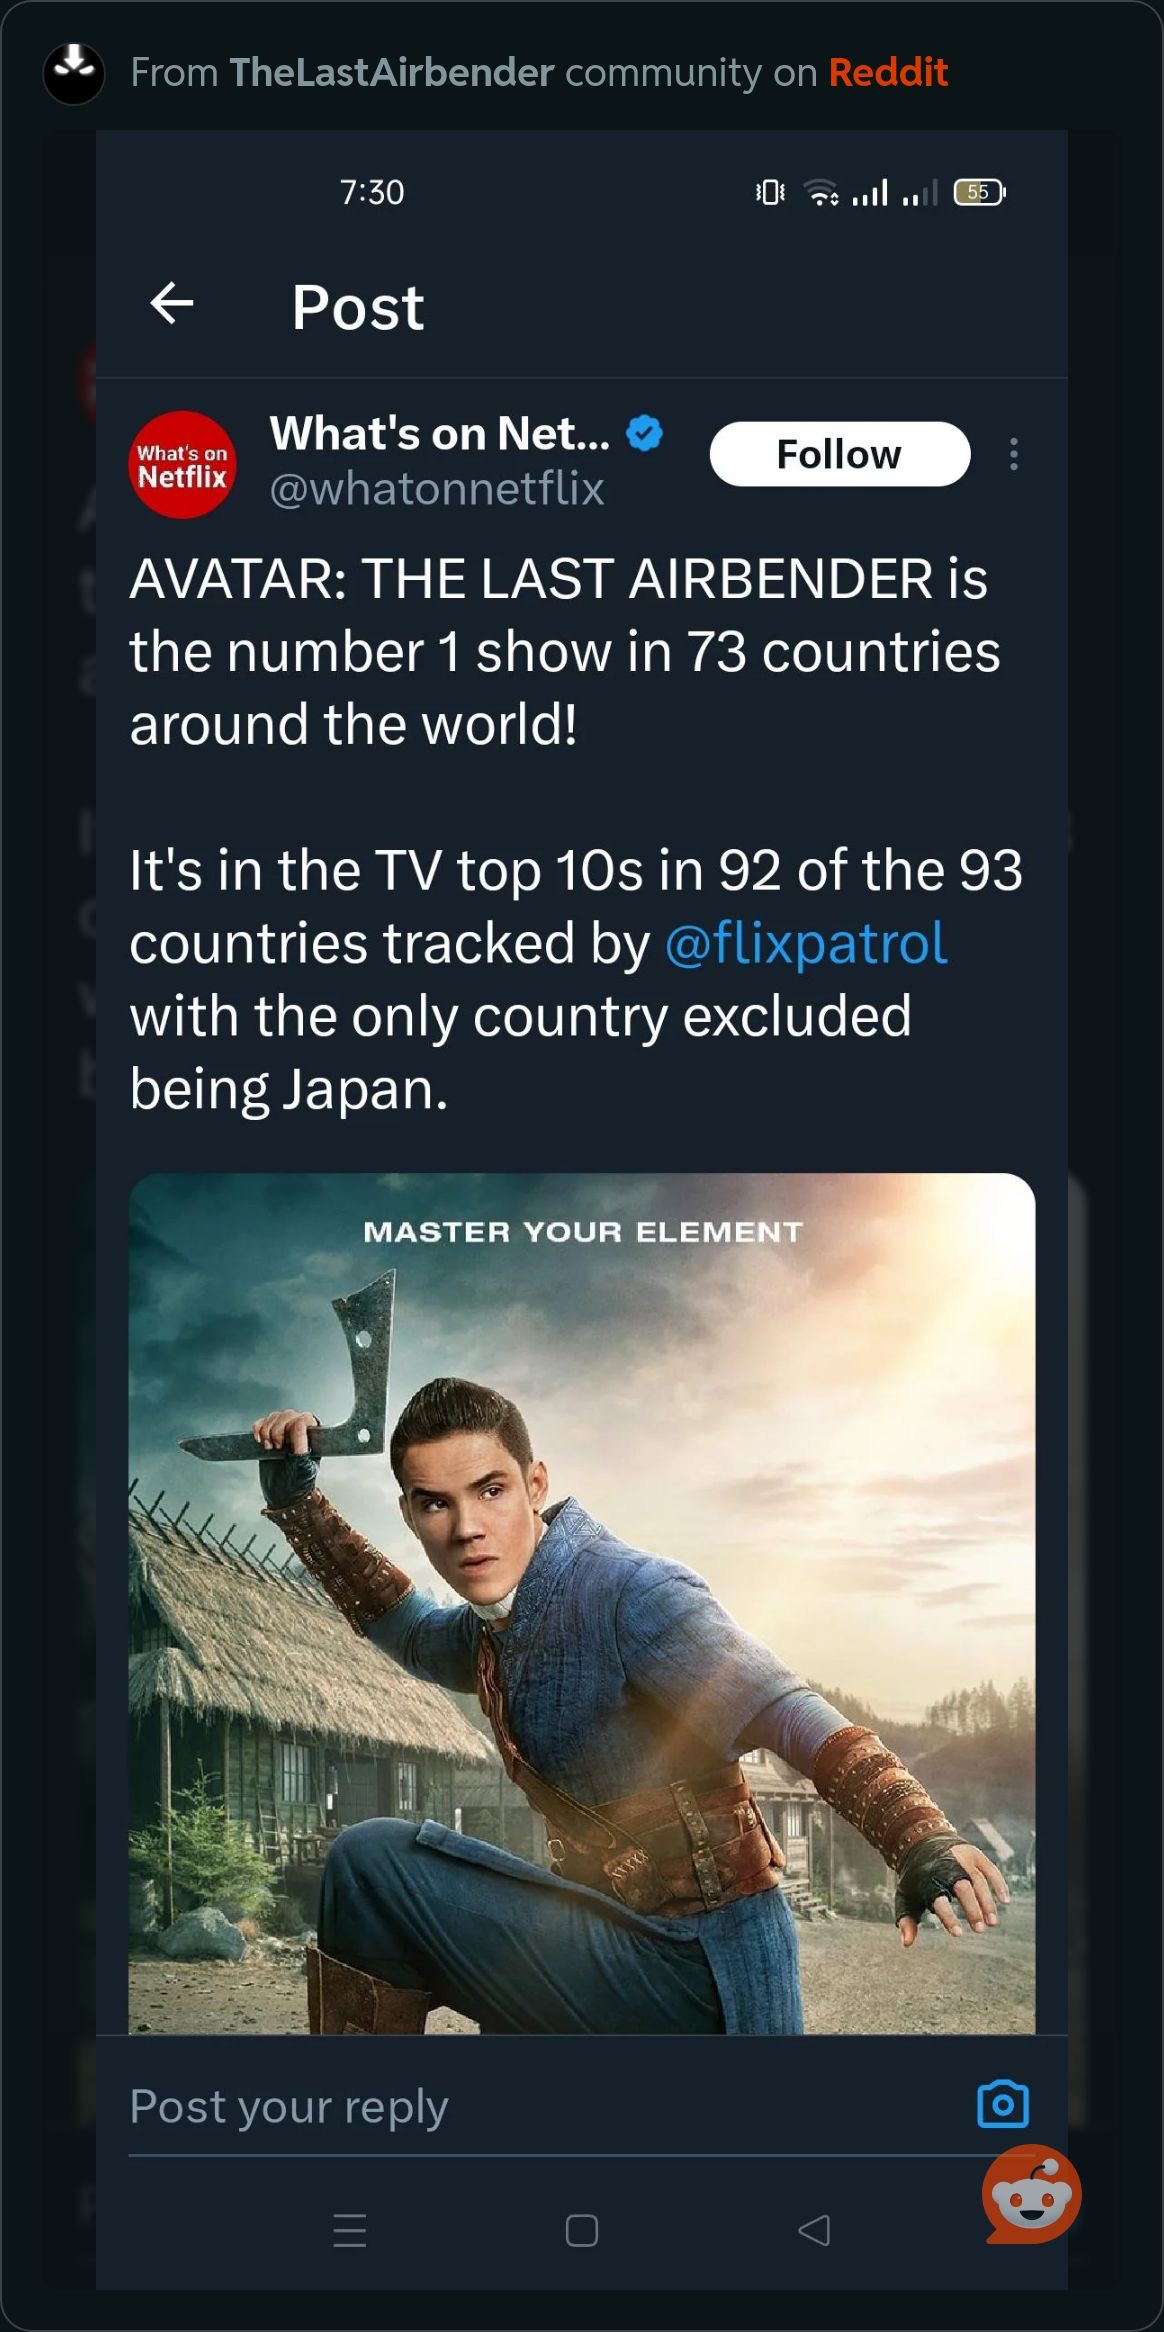 From TheLastAirbender community on Reddit
7:30
55
Post
What's on Net...
Follow
What's on
Netflix
@whatonnetflix
AVATAR: THE LAST AIRBENDER is
the number 1 show in 73 countries
around the world!
It's in the TV top 10s in 92 of the 93
countries tracked by @flixpatrol
with the only country excluded
being Japan.
MASTER YOUR ELEMENT
Post your reply